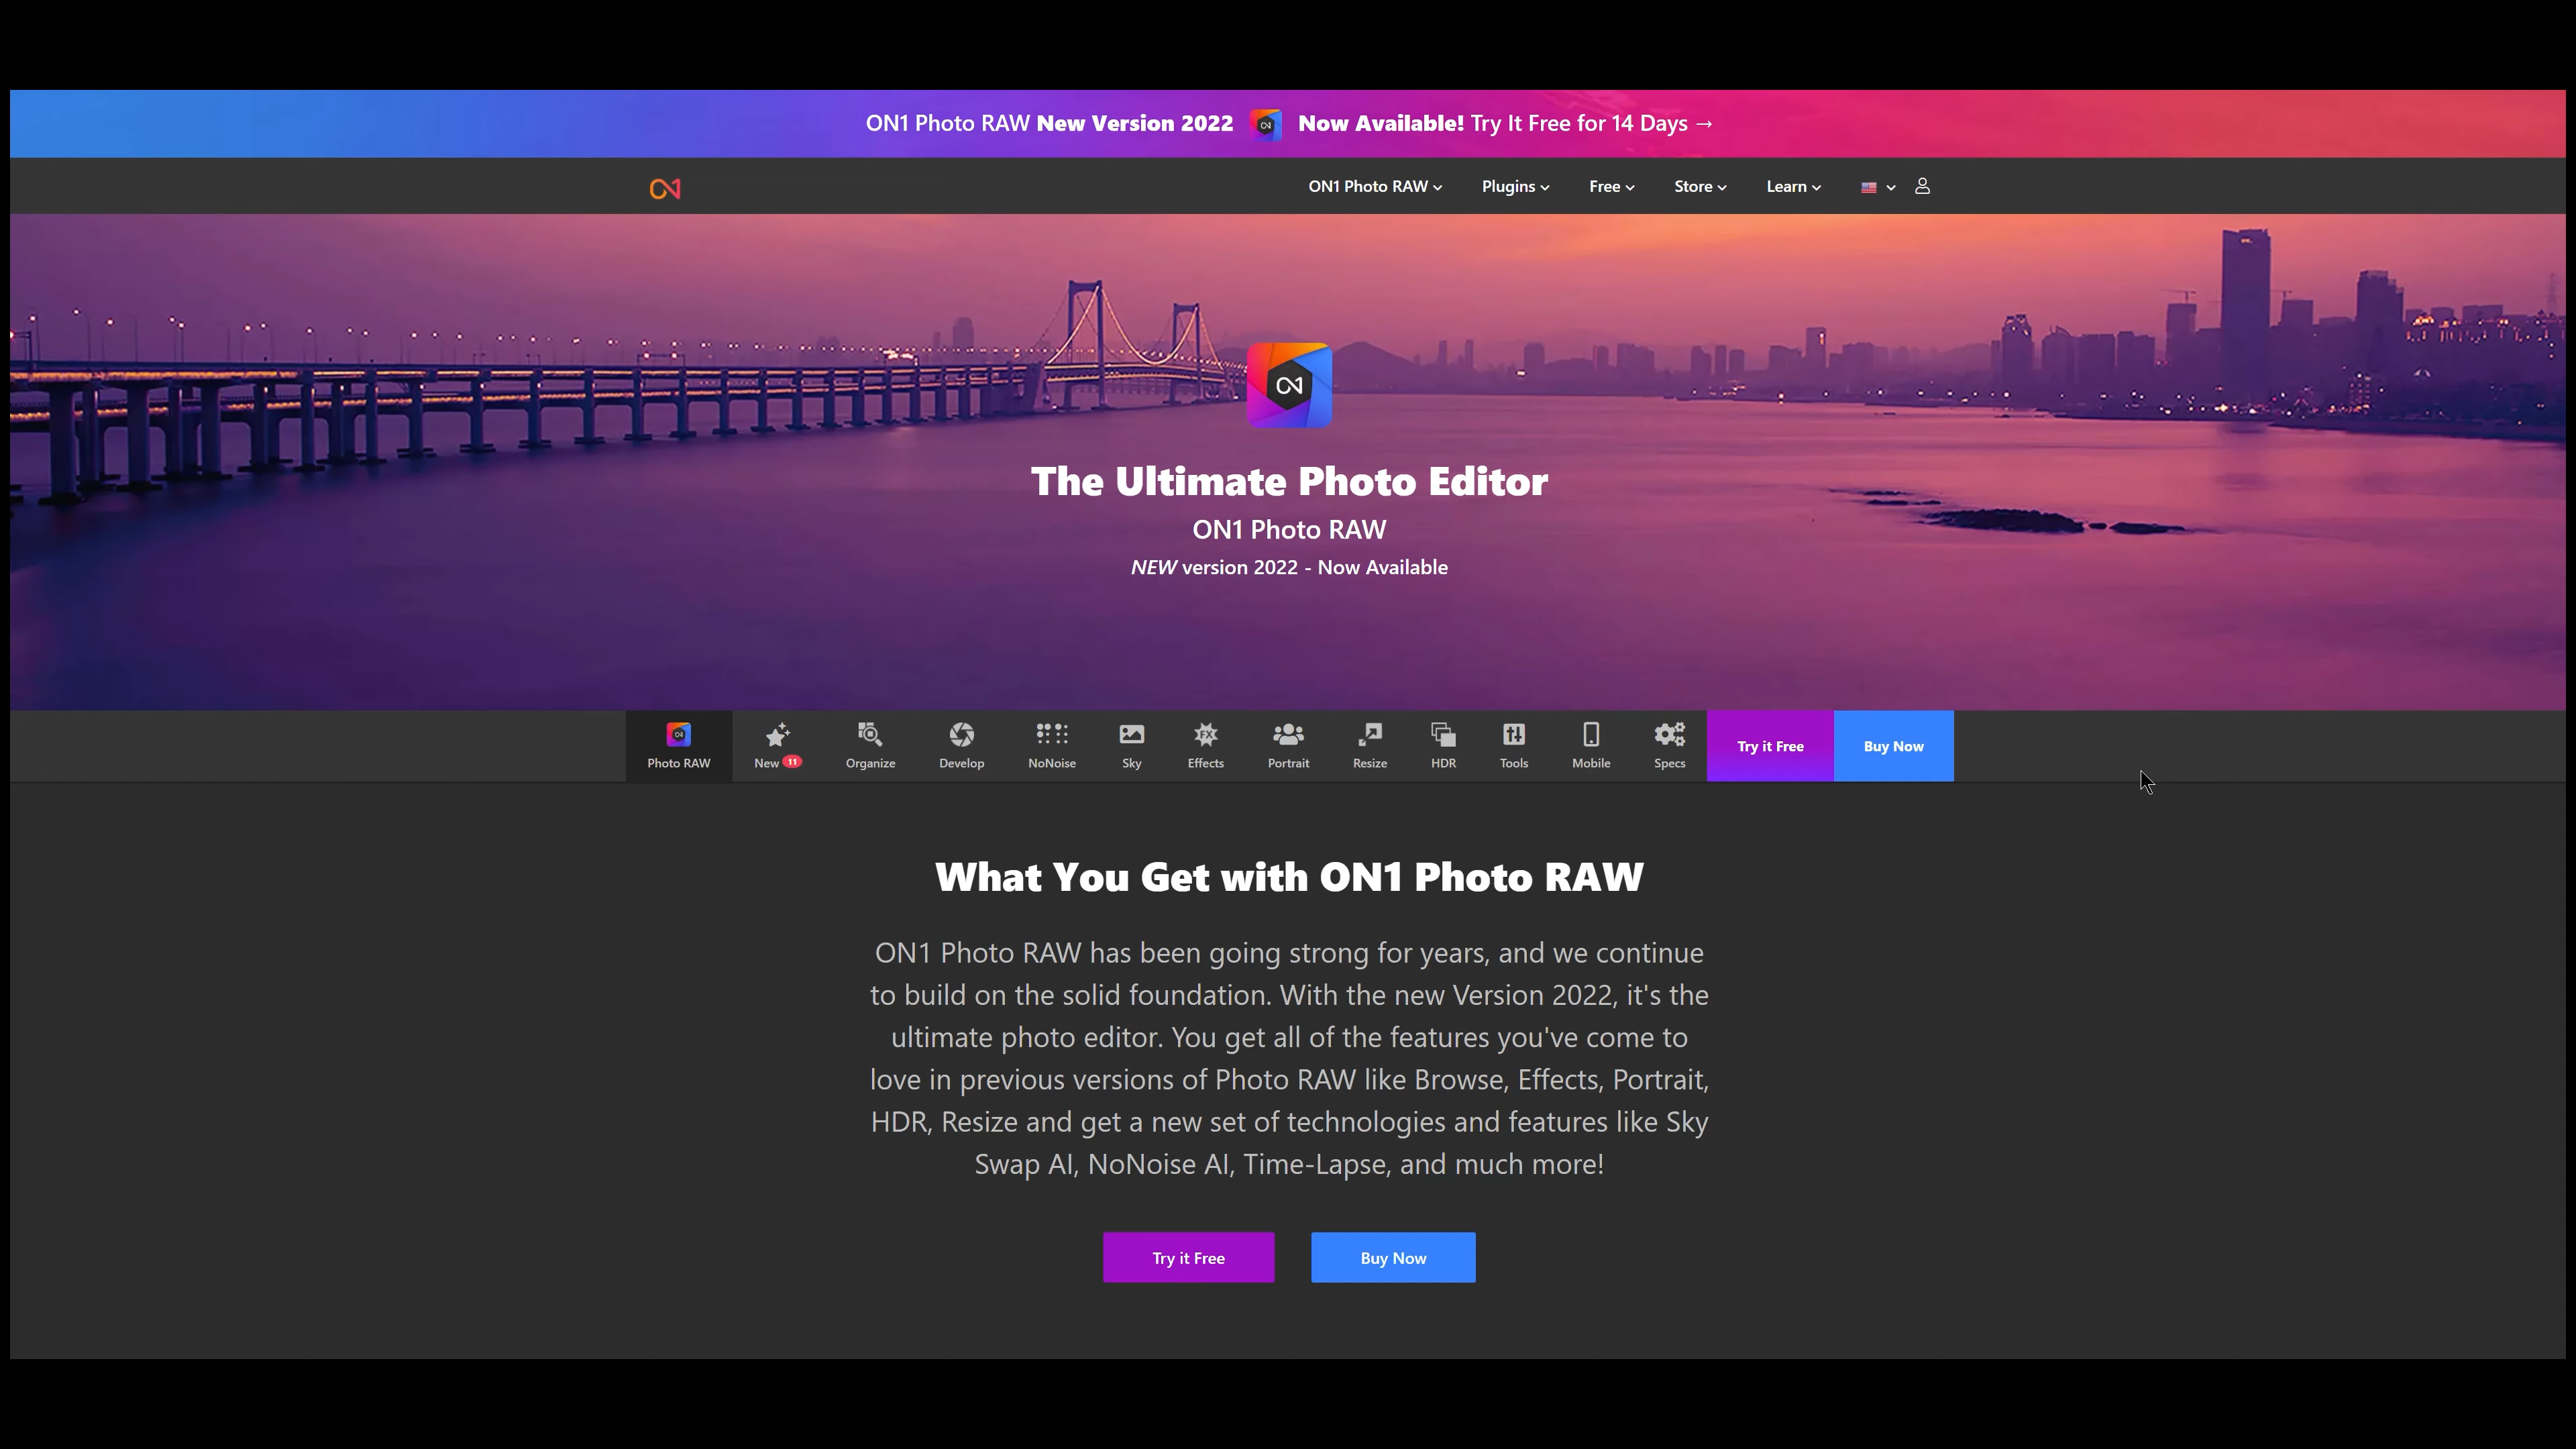 ON1 Photo RAW New Version 2022 Now Available! Try It Free for 14 Days →
ON1 Photo RAW Plugins Free Store Learn
The Ultimate Photo Editor
ON1 Photo RAW
NEW version 2022 - Now Available
Photo RAW New 11 Organize Develop NoNoise Sky FX Effects Portrait Resize HDR Tools Mobile Specs Try it Free Buy Now
What You Get with ON1 Photo RAW
ON1 Photo RAW has been going strong for years, and we continue
to build on the solid foundation. With the new Version 2022, it's the
ultimate photo editor. You get all of the features you've come to
love in previous versions of Photo RAW like Browse, Effects, Portrait,
HDR, Resize and get a new set of technologies and features like Sky
Swap AI, NoNoise AI, Time-Lapse, and much more!
Try it Free Buy Now